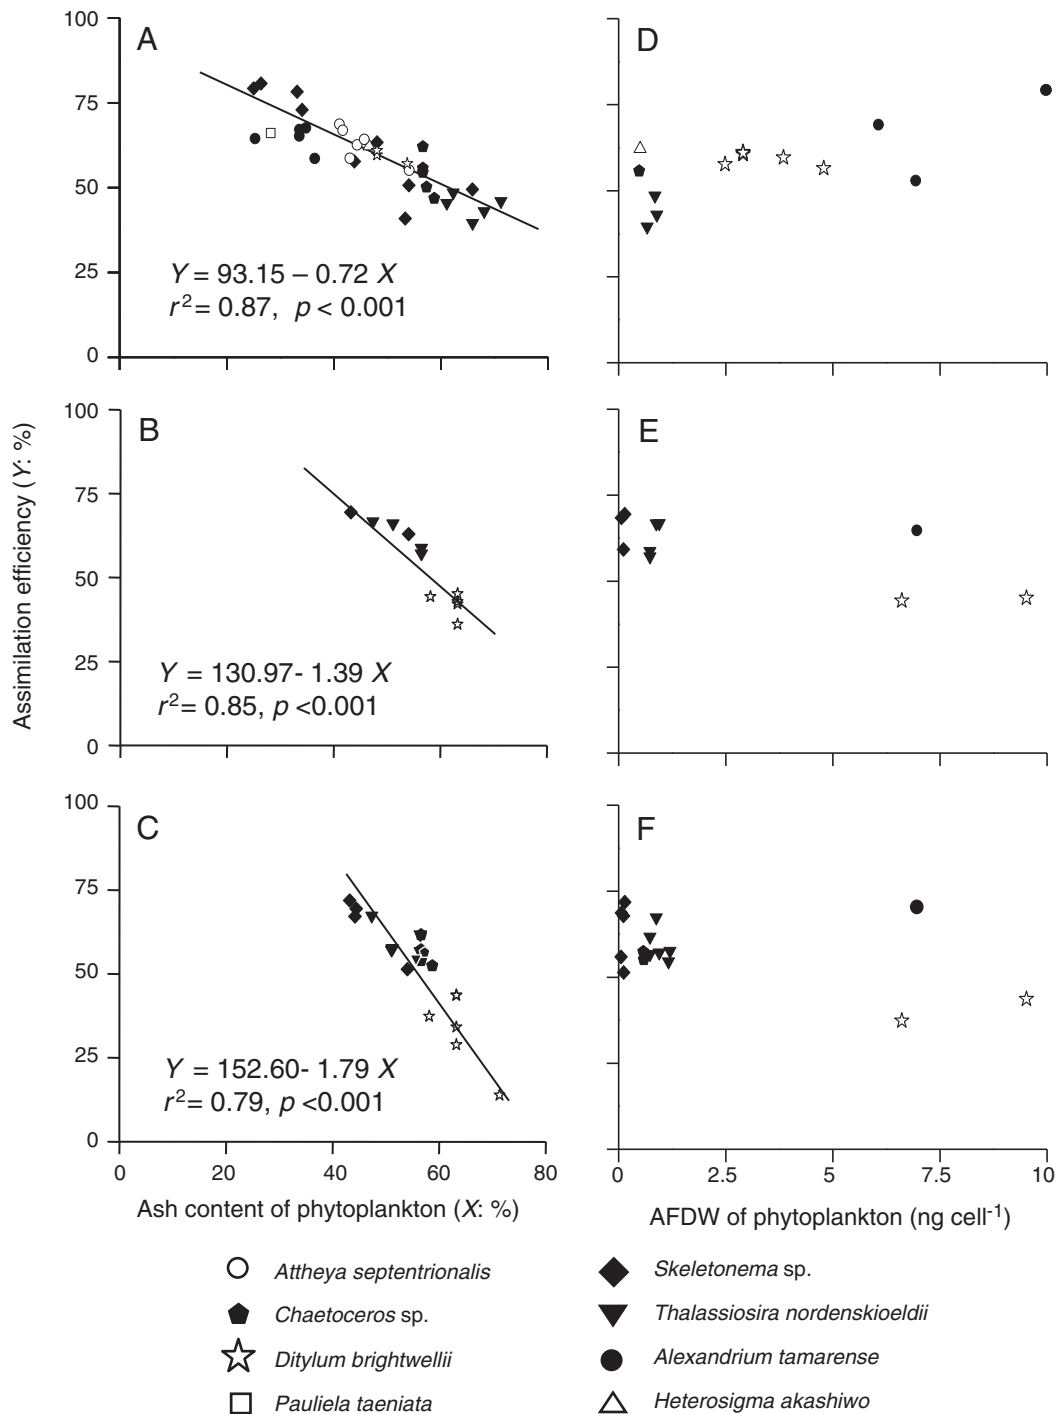 100
75
50
25
0
A
Y = 93.15 – 0.72 X
r2 = 0.87, p < 0.001
D
100
75
50
25
0
B
Y = 130.97- 1.39 X
r2= 0.85, p <0.001
E
Assimilation efficiency (Y: %)
100
75
50
25
0
C
Y = 152.60- 1.79 X
r2= 0.79, p <0.001
F
0 20 40 60 80
0 2.5 5 7.5 10
Ash content of phytoplankton (X: %)
AFDW of phytoplankton (ng cell-1)
Attheya septentrionalis
Chaetoceros sp.
Ditylum brightwellii
Pauliela taeniata
Skeletonema sp.
Thalassiosira nordenskioeldii
Alexandrium tamarense
Heterosigma akashiwo